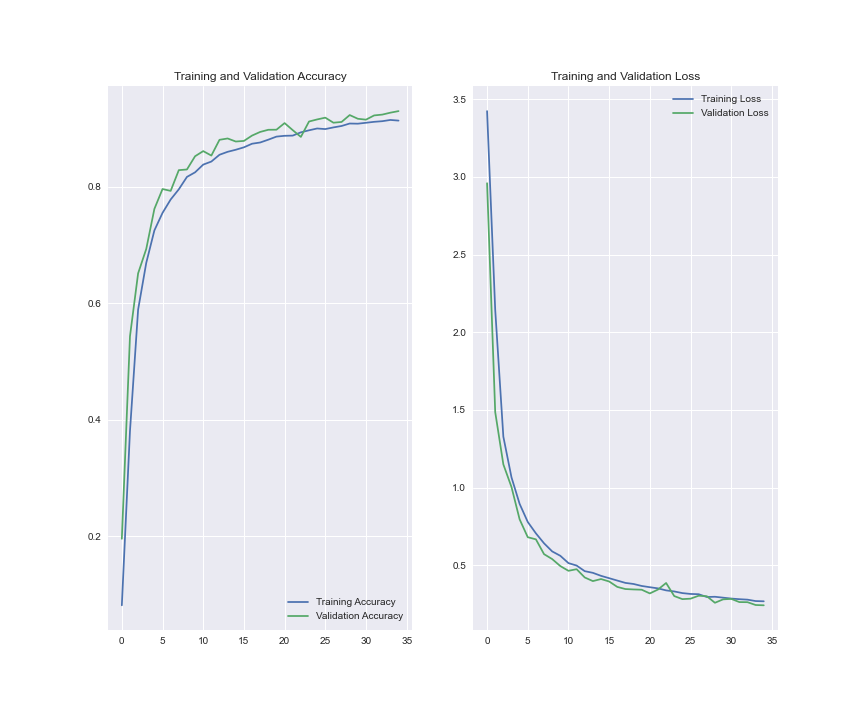 Training and Validation Accuracy
0.8
0.6
0.4
0.2
0 5 10 15 20 25 30 35
Training Accuracy
Validation Accuracy
Training and Validation Loss
3.5
3.0
2.5
2.0
1.5
1.0
0.5
0 5 10 15 20 25 30 35
Training Loss
Validation Loss